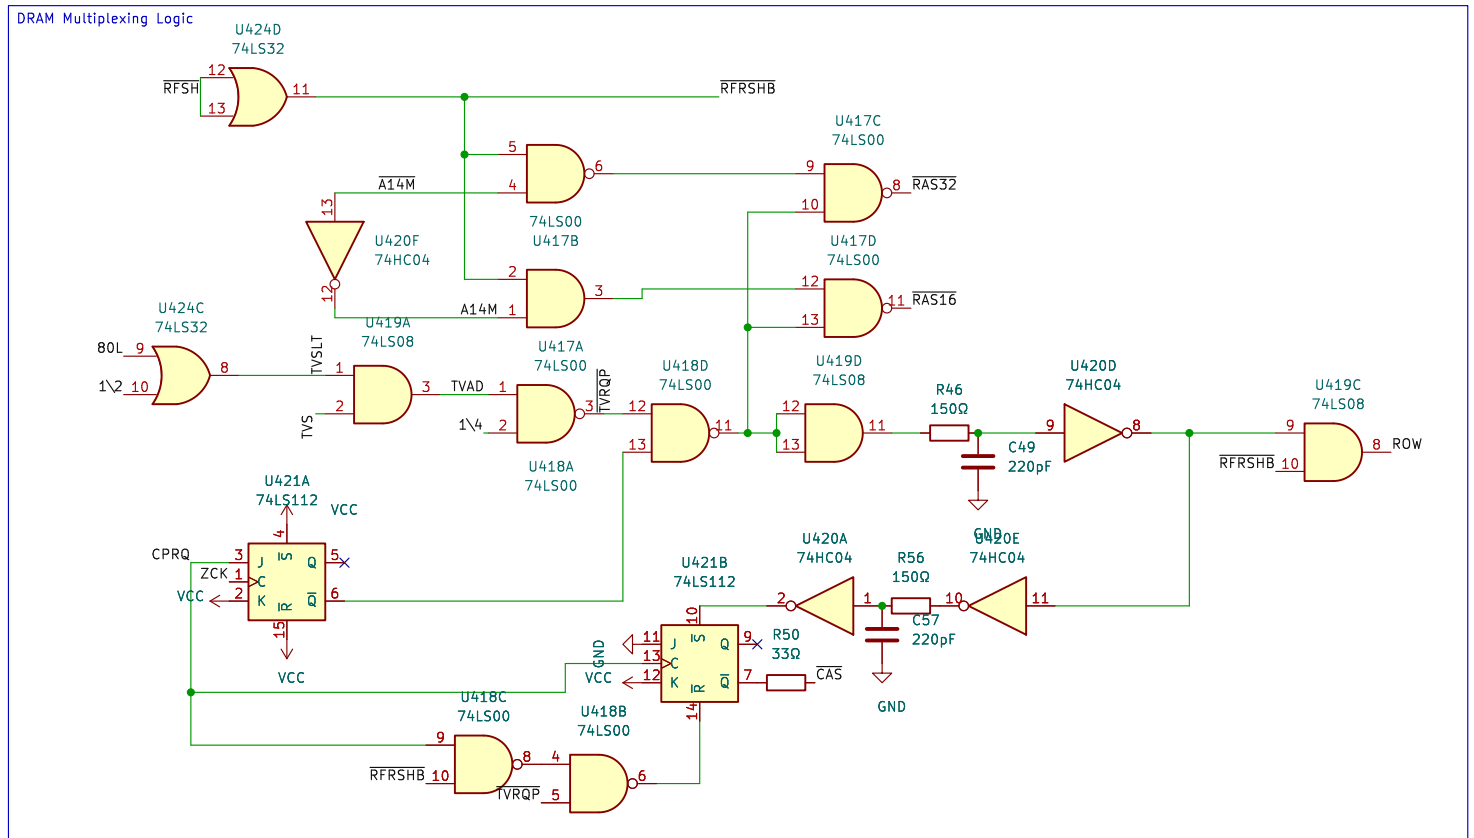 DRAM Multiplexing Logic
U424D
74LS32
12
RFSH
13
11
RFRSHB
U417C
74LS00
5
4
6
A14M
74LS00
U417B
9
10
8
RAS32
13
U420F
74HC04
12
2
1
3
A14M
U417D
74LS00
12
13
11
RAS16
U424C
74LS32
80L
9
1\2
10
8
U419A
74LS08
TVSLT
1
2
TVS
3
TVAD
U417A
74LS00
1
1\4
2
3
TVRQP
U418A
74LS00
U418D
74LS00
12
13
11
U419D
74LS08
12
13
11
R46
150Ω
C49
220pF
GND
U420D
74HC04
9
8
U419C
74LS08
9
RFRSHB
10
8
ROW
U421A
74LS112
VCC
4
CPRQ
3
J
S
Q
5
ZCK
1
C
VCC
2
K
R
Q
6
15
VCC
U421B
74LS112
10
GND
11
J
S
Q
9
13
C
VCC
12
K
R
Q
7
14
R50
33Ω
CAS
U420A
74HC04
2
1
R56
150Ω
C57
220pF
GND
U420E
74HC04
10
11
U418C
74LS00
9
RFRSHB
10
8
U418B
74LS00
4
TVRQP
5
6